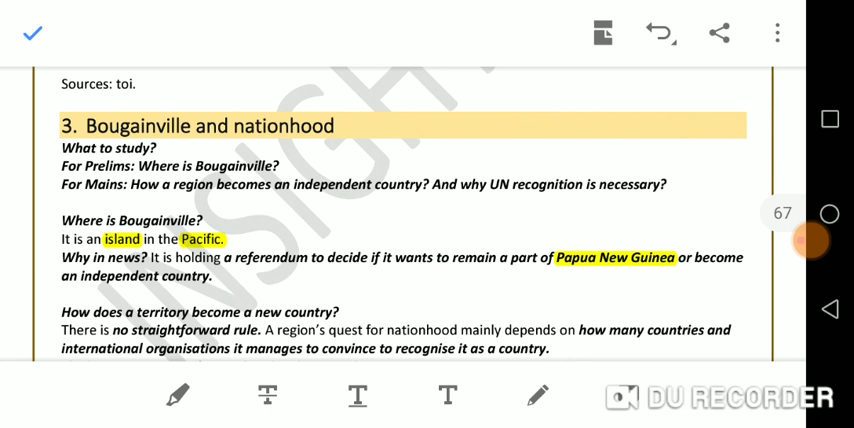 Sources: toi.
INSIGHT
3. Bougainville and nationhood
What to study?
For Prelims: Where is Bougainville?
For Mains: How a region becomes an independent country? And why UN recognition is necessary?
Where is Bougainville?
It is an island in the Pacific.
67
Why in news? It is holding a referendum to decide if it wants to remain a part of Papua New Guinea or become
an independent country.
How does a territory become a new country?
There is no straightforward rule. A region's quest for nationhood mainly depends on how many countries and
international organisations it manages to convince to recognise it as a country.
T T T
DU RECORDER